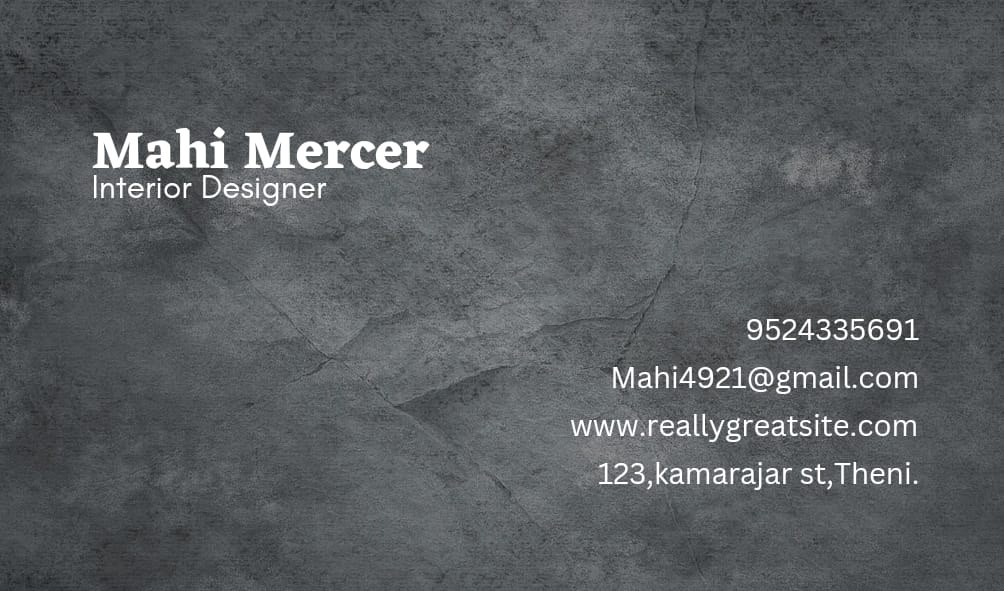 Mahi Mercer
Interior Designer
9524335691
Mahi4921@gmail.com
www.reallygreatsite.com
123,kamarajar st,Theni.